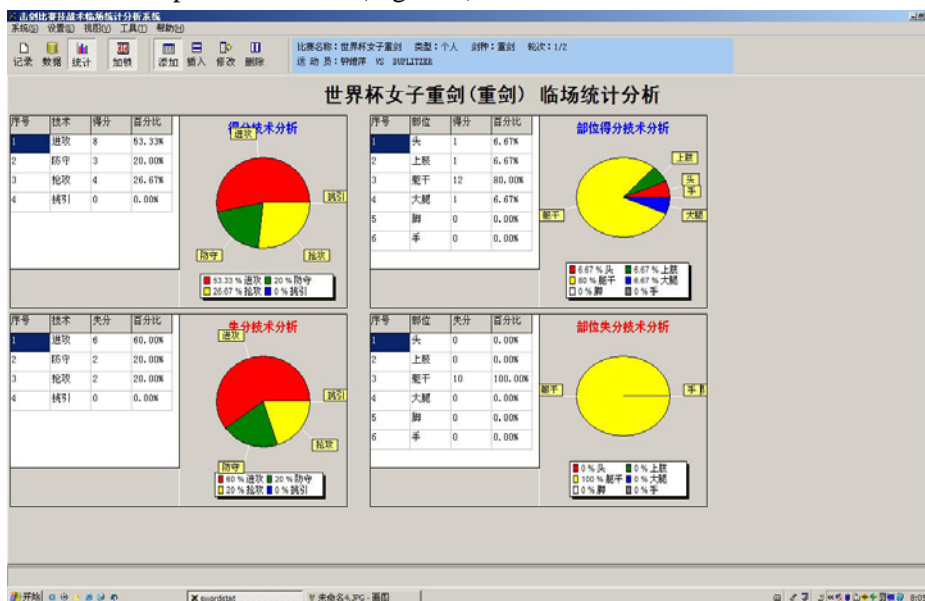 击剑比赛技战术临场统计分析系统
系统(S) 设置(E) 视图(V) 工具(T) 帮助(H)
记录 数据 统计 加帧 添加 插入 修改 删除
比赛名称：世界杯女子重剑 类型：个人 剑种：重剑 轮次：1/2
运 动 员：钟维萍 VS DUPLITZER
世界杯女子重剑(重剑) 临场统计分析
序号 技术 得分 百分比
1 进攻 8 53.33%
2 防守 3 20.00%
3 抢攻 4 26.67%
4 挑引 0 0.00%
得分技术分析
进攻
挑引
防守
抢攻
53.33 % 进攻 20 % 防守
26.67 % 抢攻 0 % 挑引
序号 部位 得分 百分比
1 头 1 6.67%
2 上肢 1 6.67%
3 躯干 12 80.00%
4 大腿 1 6.67%
5 脚 0 0.00%
6 手 0 0.00%
部位得分技术分析
上肢
头
手
躯干
大腿
6.67 % 头 6.67 % 上肢
80 % 躯干 6.67 % 大腿
0 % 脚 0 % 手
序号 技术 失分 百分比
1 进攻 6 60.00%
2 防守 2 20.00%
3 抢攻 2 20.00%
4 挑引 0 0.00%
失分技术分析
进攻
挑引
抢攻
防守
60 % 进攻 20 % 防守
20 % 抢攻 0 % 挑引
序号 部位 失分 百分比
1 头 0 0.00%
2 上肢 0 0.00%
3 躯干 10 100.00%
4 大腿 0 0.00%
5 脚 0 0.00%
6 手 0 0.00%
部位失分技术分析
躯干
手
0 % 头 0 % 上肢
100 % 躯干 0 % 大腿
0 % 脚 0 % 手
开始 swordstat 未命名4.JPG - 画图